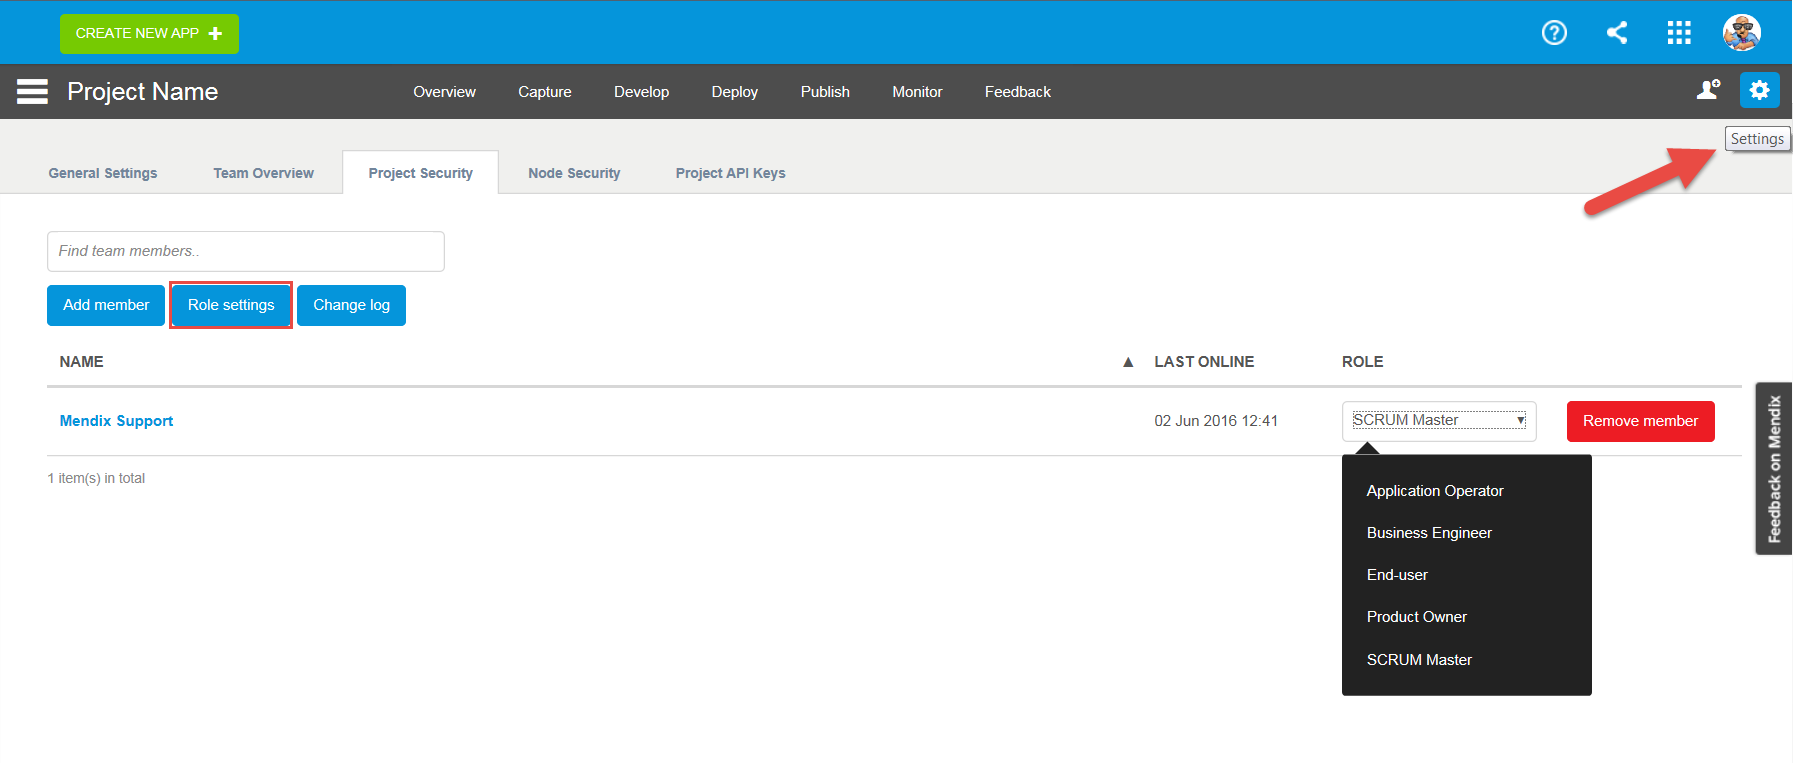 CREATE NEW APP
Project Name
Overview Capture Develop Deploy Publish Monitor Feedback
Settings
General Settings Team Overview Project Security Node Security Project API Keys
Find team members..
Add member Role settings Change log
NAME ▲ LAST ONLINE ROLE
Mendix Support 02 Jun 2016 12:41 SCRUM Master ▼ Remove member
1 item(s) in total
Application Operator
Business Engineer
End-user
Product Owner
SCRUM Master
Feedback on Mendix